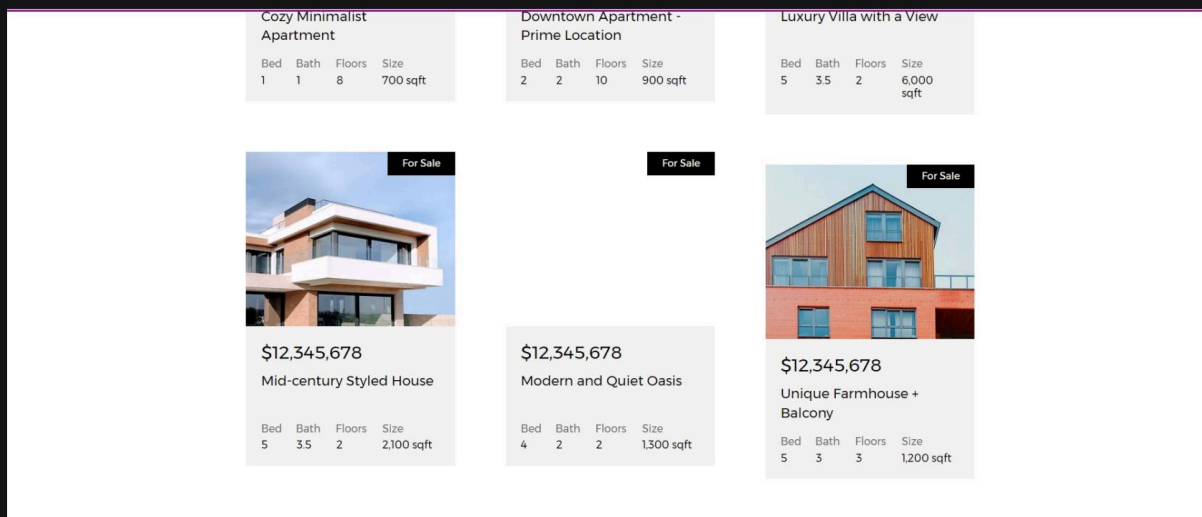 Cozy Minimalist
Apartment
Bed Bath Floors Size
1 1 8 700 sqft
Downtown Apartment -
Prime Location
Bed Bath Floors Size
2 2 10 900 sqft
Luxury Villa with a View
Bed Bath Floors Size
5 3.5 2 6,000
sqft
For Sale
$12,345,678
Mid-century Styled House
Bed Bath Floors Size
5 3.5 2 2,100 sqft
For Sale
$12,345,678
Modern and Quiet Oasis
Bed Bath Floors Size
4 2 2 1,300 sqft
For Sale
$12,345,678
Unique Farmhouse +
Balcony
Bed Bath Floors Size
5 3 3 1,200 sqft